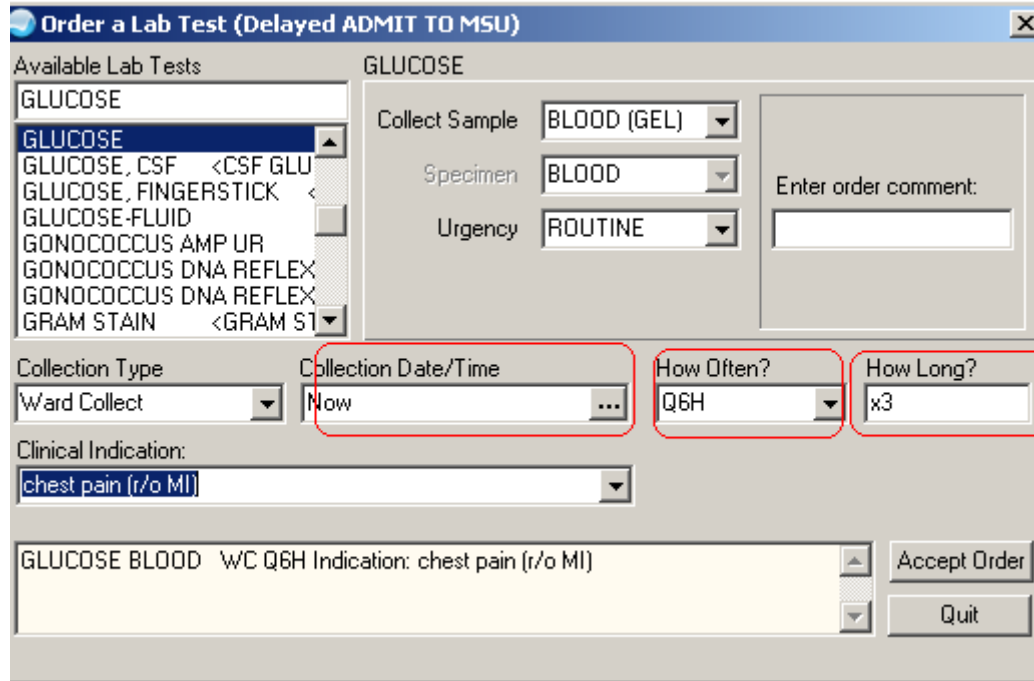 Order a Lab Test (Delayed ADMIT TO MSU)
Available Lab Tests
GLUCOSE
GLUCOSE
GLUCOSE, CSF <CSF GLU
GLUCOSE, FINGERSTICK <
GLUCOSE-FLUID
GONOCOCCUS AMP UR
GONOCOCCUS DNA REFLEX
GONOCOCCUS DNA REFLEX
GRAM STAIN <GRAM ST
GLUCOSE
Collect Sample BLOOD (GEL)
Specimen BLOOD
Urgency ROUTINE
Enter order comment:
Collection Type Collection Date/Time How Often? How Long?
Ward Collect Now ... Q6H x3
Clinical Indication:
chest pain (r/o MI)
GLUCOSE BLOOD WC Q6H Indication: chest pain (r/o MI)
Accept Order
Quit